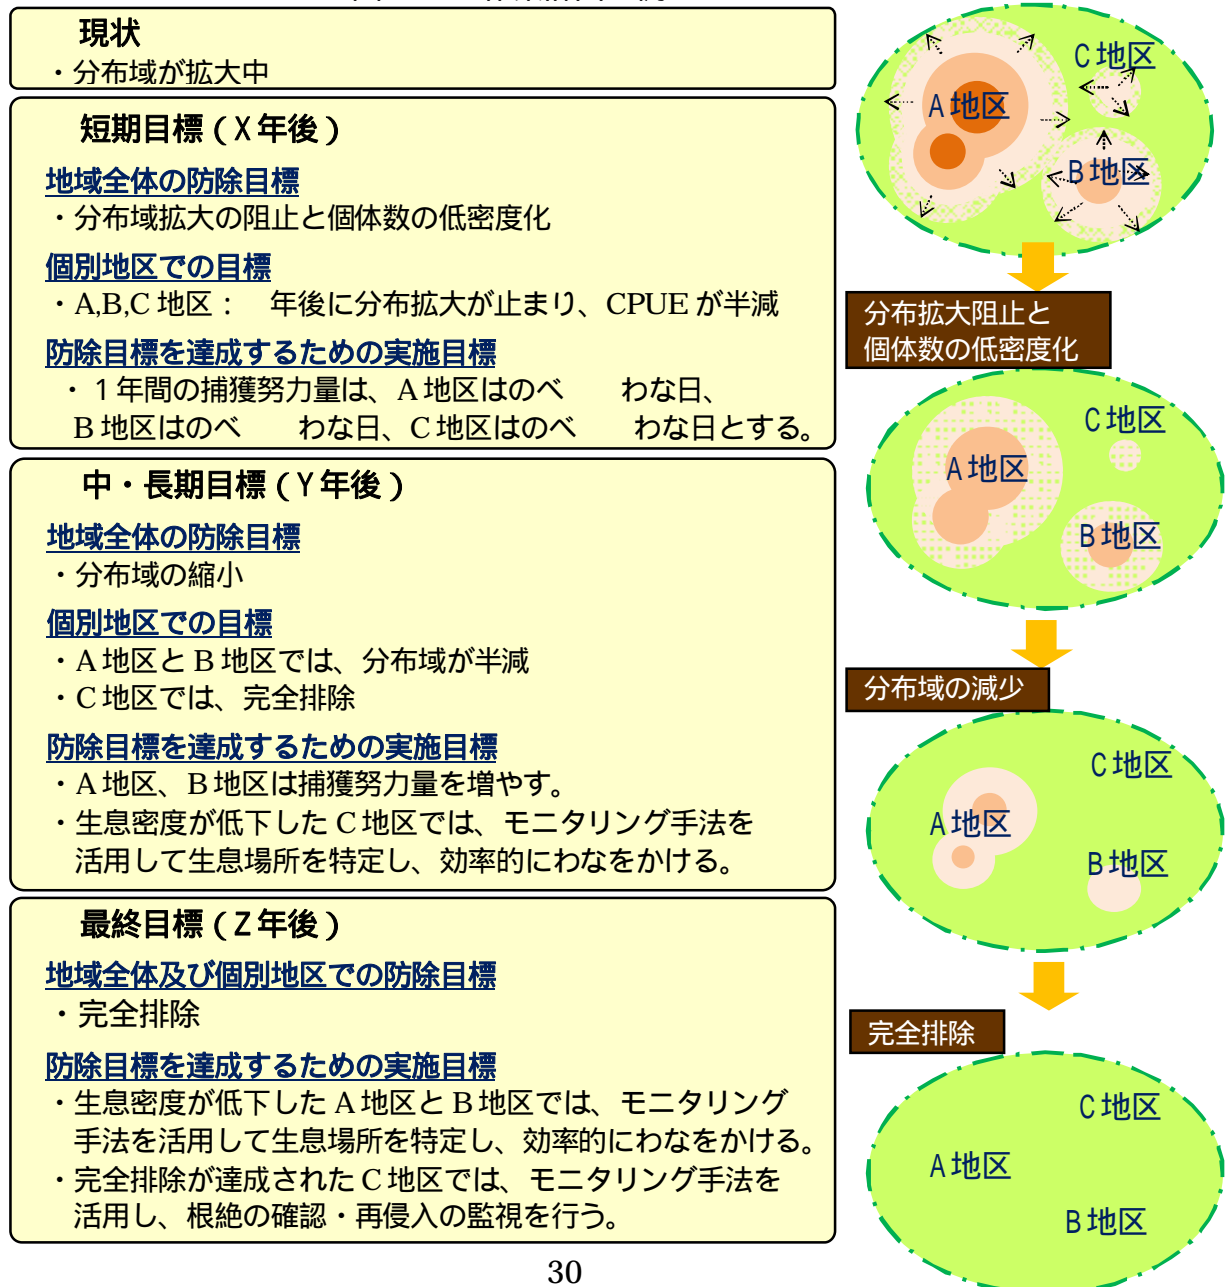 現状
・分布域が拡大中
短期目標（X年後）
地域全体の防除目標
・分布域拡大の阻止と個体数の低密度化
個別地区での目標
・A,B,C 地区：　年後に分布拡大が止まり、CPUE が半減
防除目標を達成するための実施目標
・１年間の捕獲努力量は、A 地区はのべ　　わな日、
B 地区はのべ　　わな日、C 地区はのべ　　わな日とする。
中・長期目標（Y年後）
地域全体の防除目標
・分布域の縮小
個別地区での目標
・A 地区と B 地区では、分布域が半減
・C 地区では、完全排除
防除目標を達成するための実施目標
・A 地区、B 地区は捕獲努力量を増やす。
・生息密度が低下した C 地区では、モニタリング手法を
活用して生息場所を特定し、効率的にわなをかける。
最終目標（Z年後）
地域全体及び個別地区での防除目標
・完全排除
防除目標を達成するための実施目標
・生息密度が低下した A 地区と B 地区では、モニタリング
手法を活用して生息場所を特定し、効率的にわなをかける。
・完全排除が達成された C 地区では、モニタリング手法を
活用し、根絶の確認・再侵入の監視を行う。
C地区
A地区
B地区
分布拡大阻止と
個体数の低密度化
C地区
A地区
B地区
分布域の減少
C地区
A地区
B地区
完全排除
C地区
A地区
B地区
30